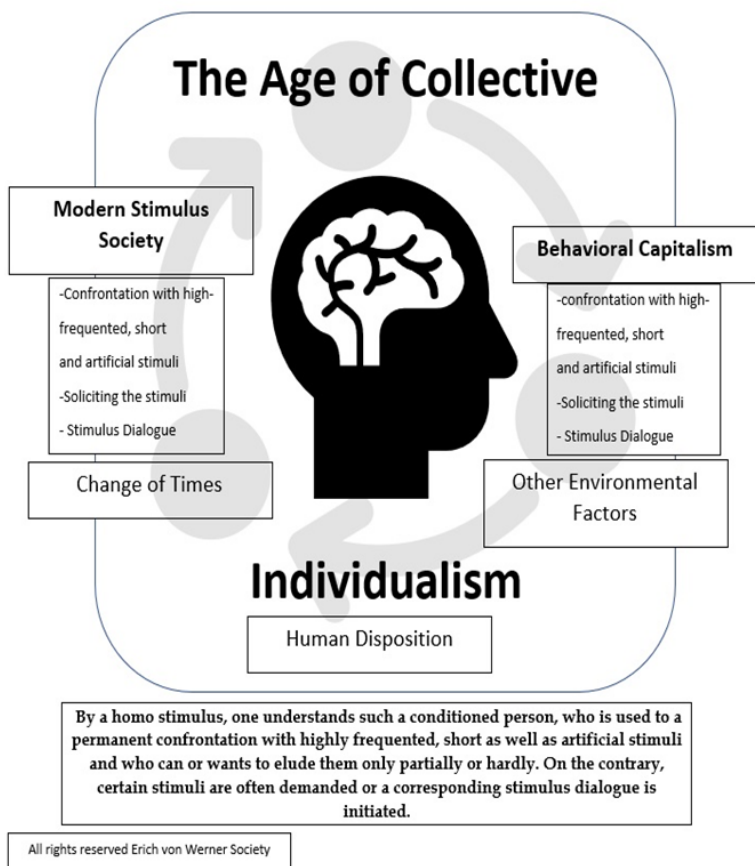 The Age of Collective
Modern Stimulus
Society
-Confrontation with high-
frequented, short
and artificial stimuli
-Soliciting the stimuli
- Stimulus Dialogue
Change of Times
Behavioral Capitalism
-confrontation with high-
frequented, short
and artificial stimuli
-Soliciting the stimuli
- Stimulus Dialogue
Other Environmental
Factors
Individualism
Human Disposition
By a homo stimulus, one understands such a conditioned person, who is used to a
permanent confrontation with highly frequented, short as well as artificial stimuli
and who can or wants to elude them only partially or hardly. On the contrary,
certain stimuli are often demanded or a corresponding stimulus dialogue is
initiated.
All rights reserved Erich von Werner Society